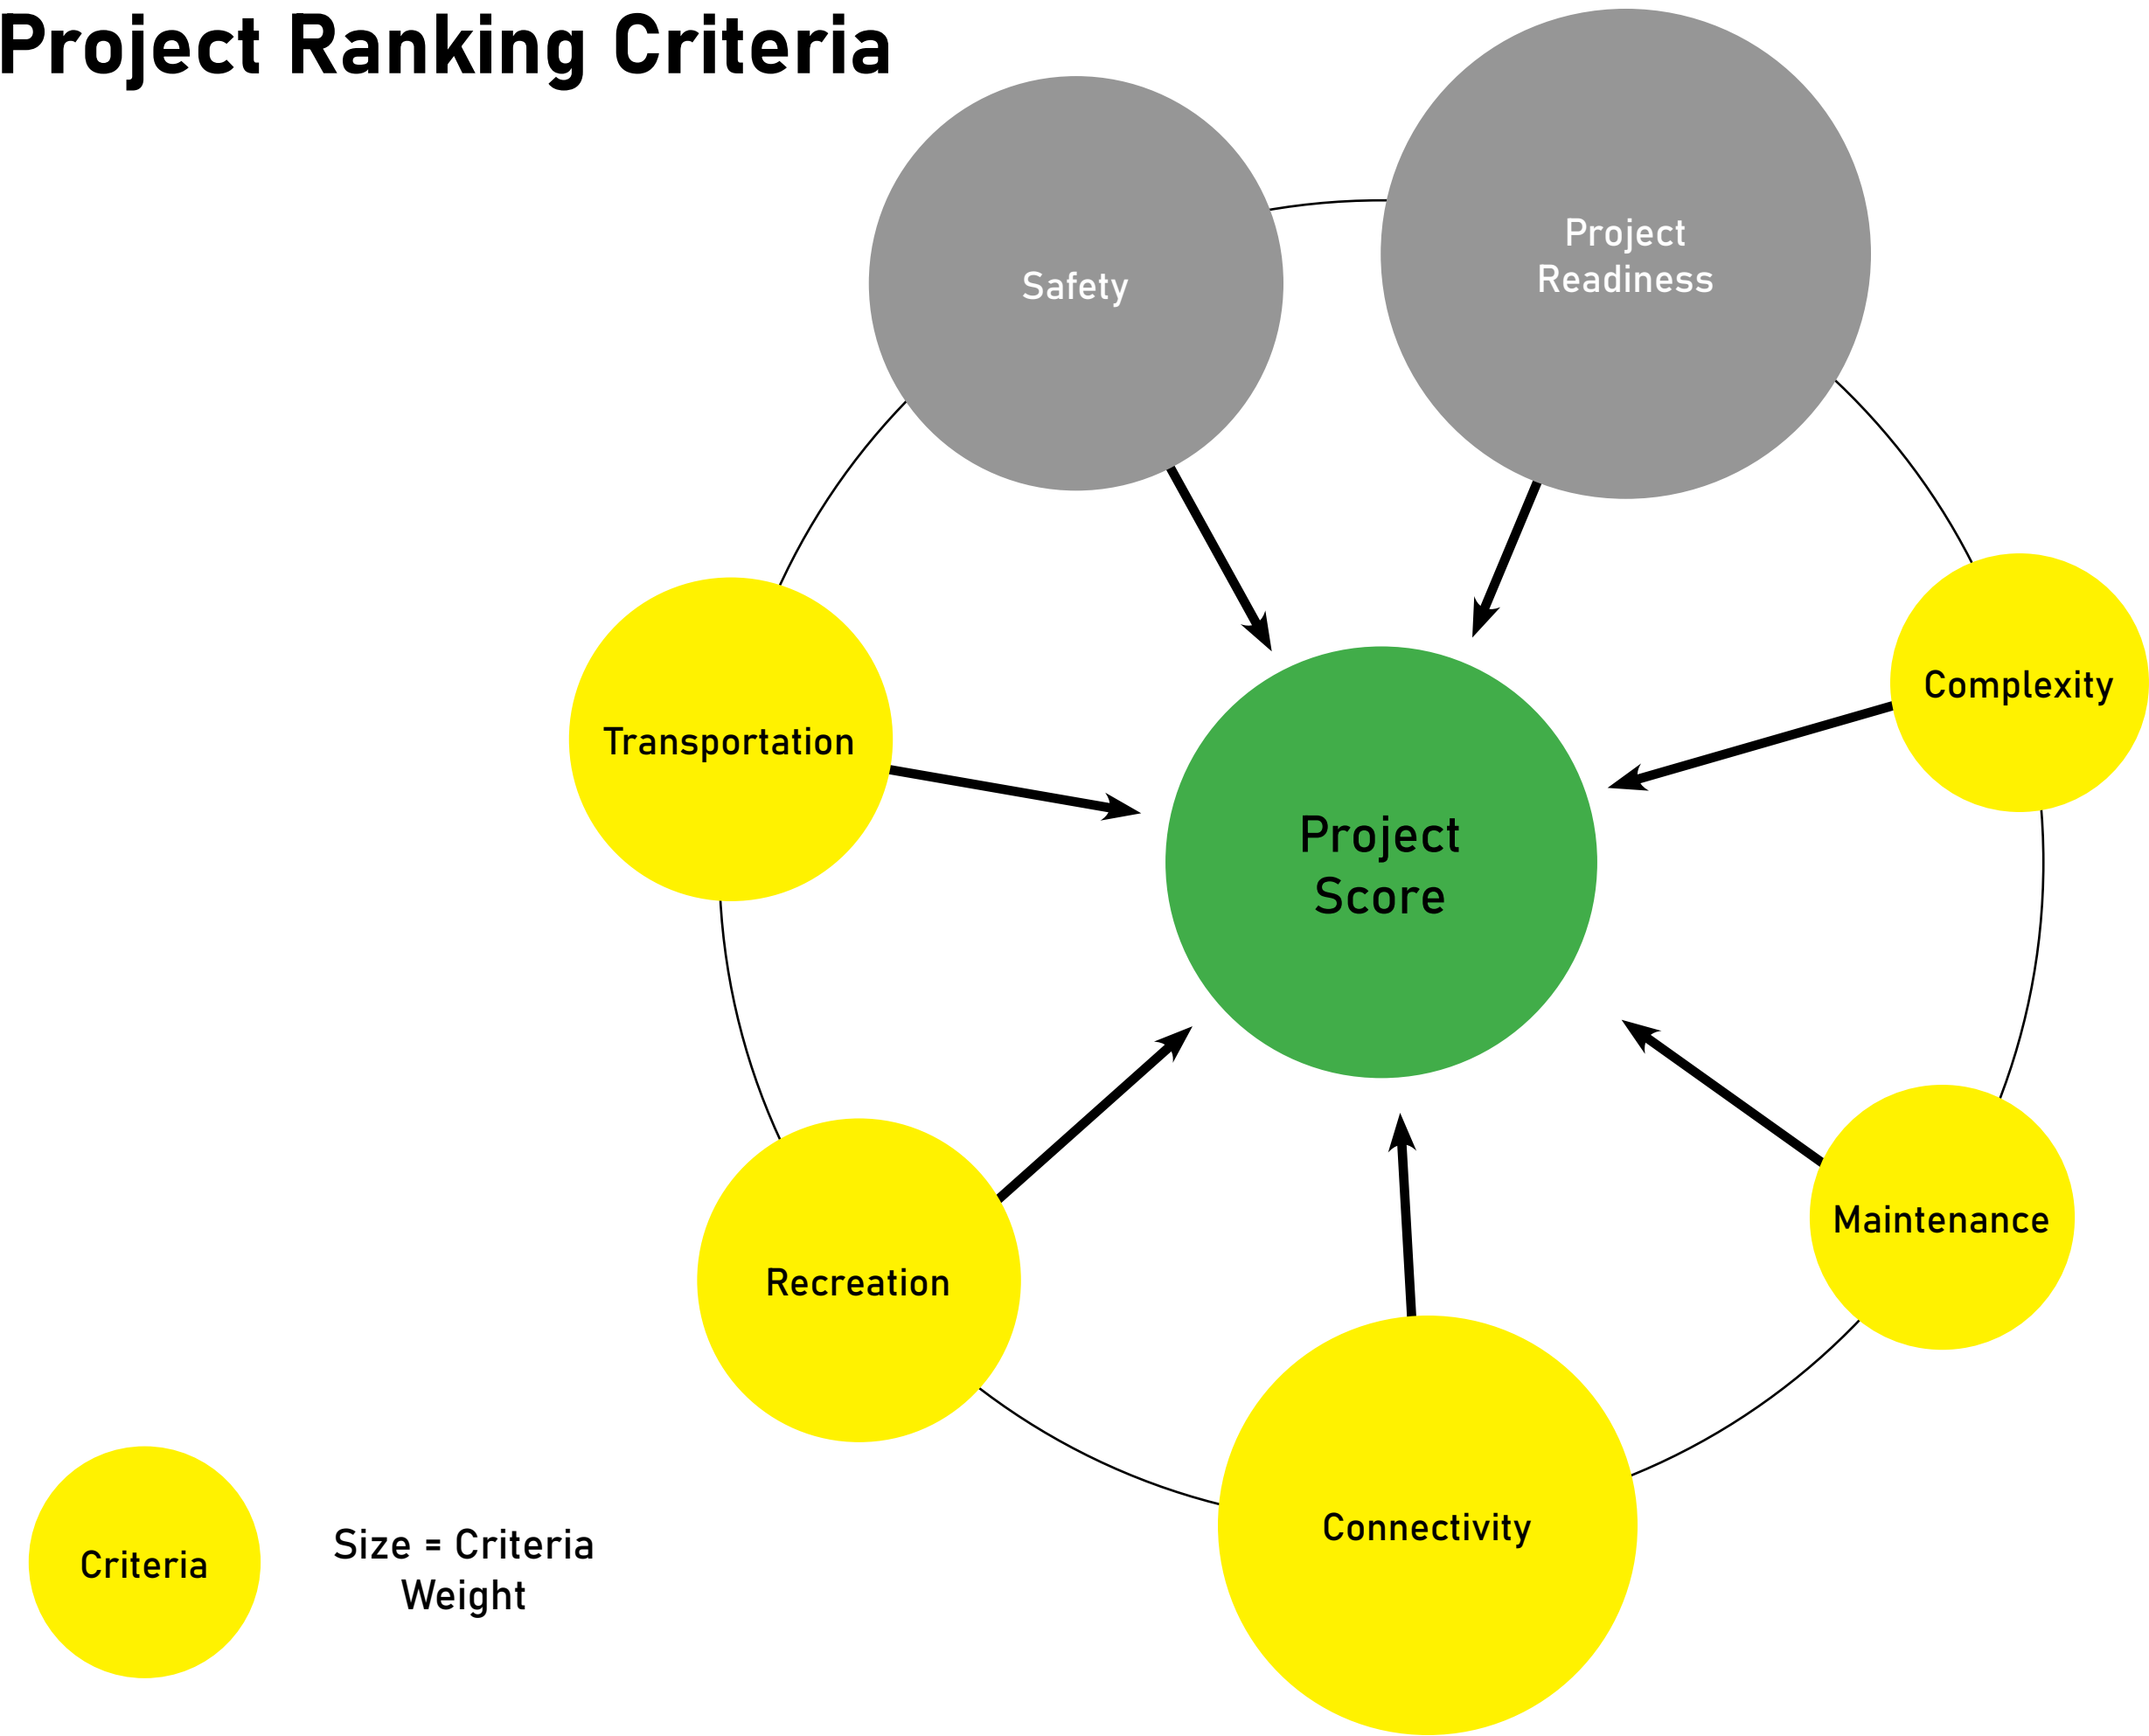 Project Ranking Criteria
Project
Readiness
Safety
Complexity
Transportation
Project
Score
Maintenance
Recreation
Connectivity
Criteria
Size = Criteria
Weight